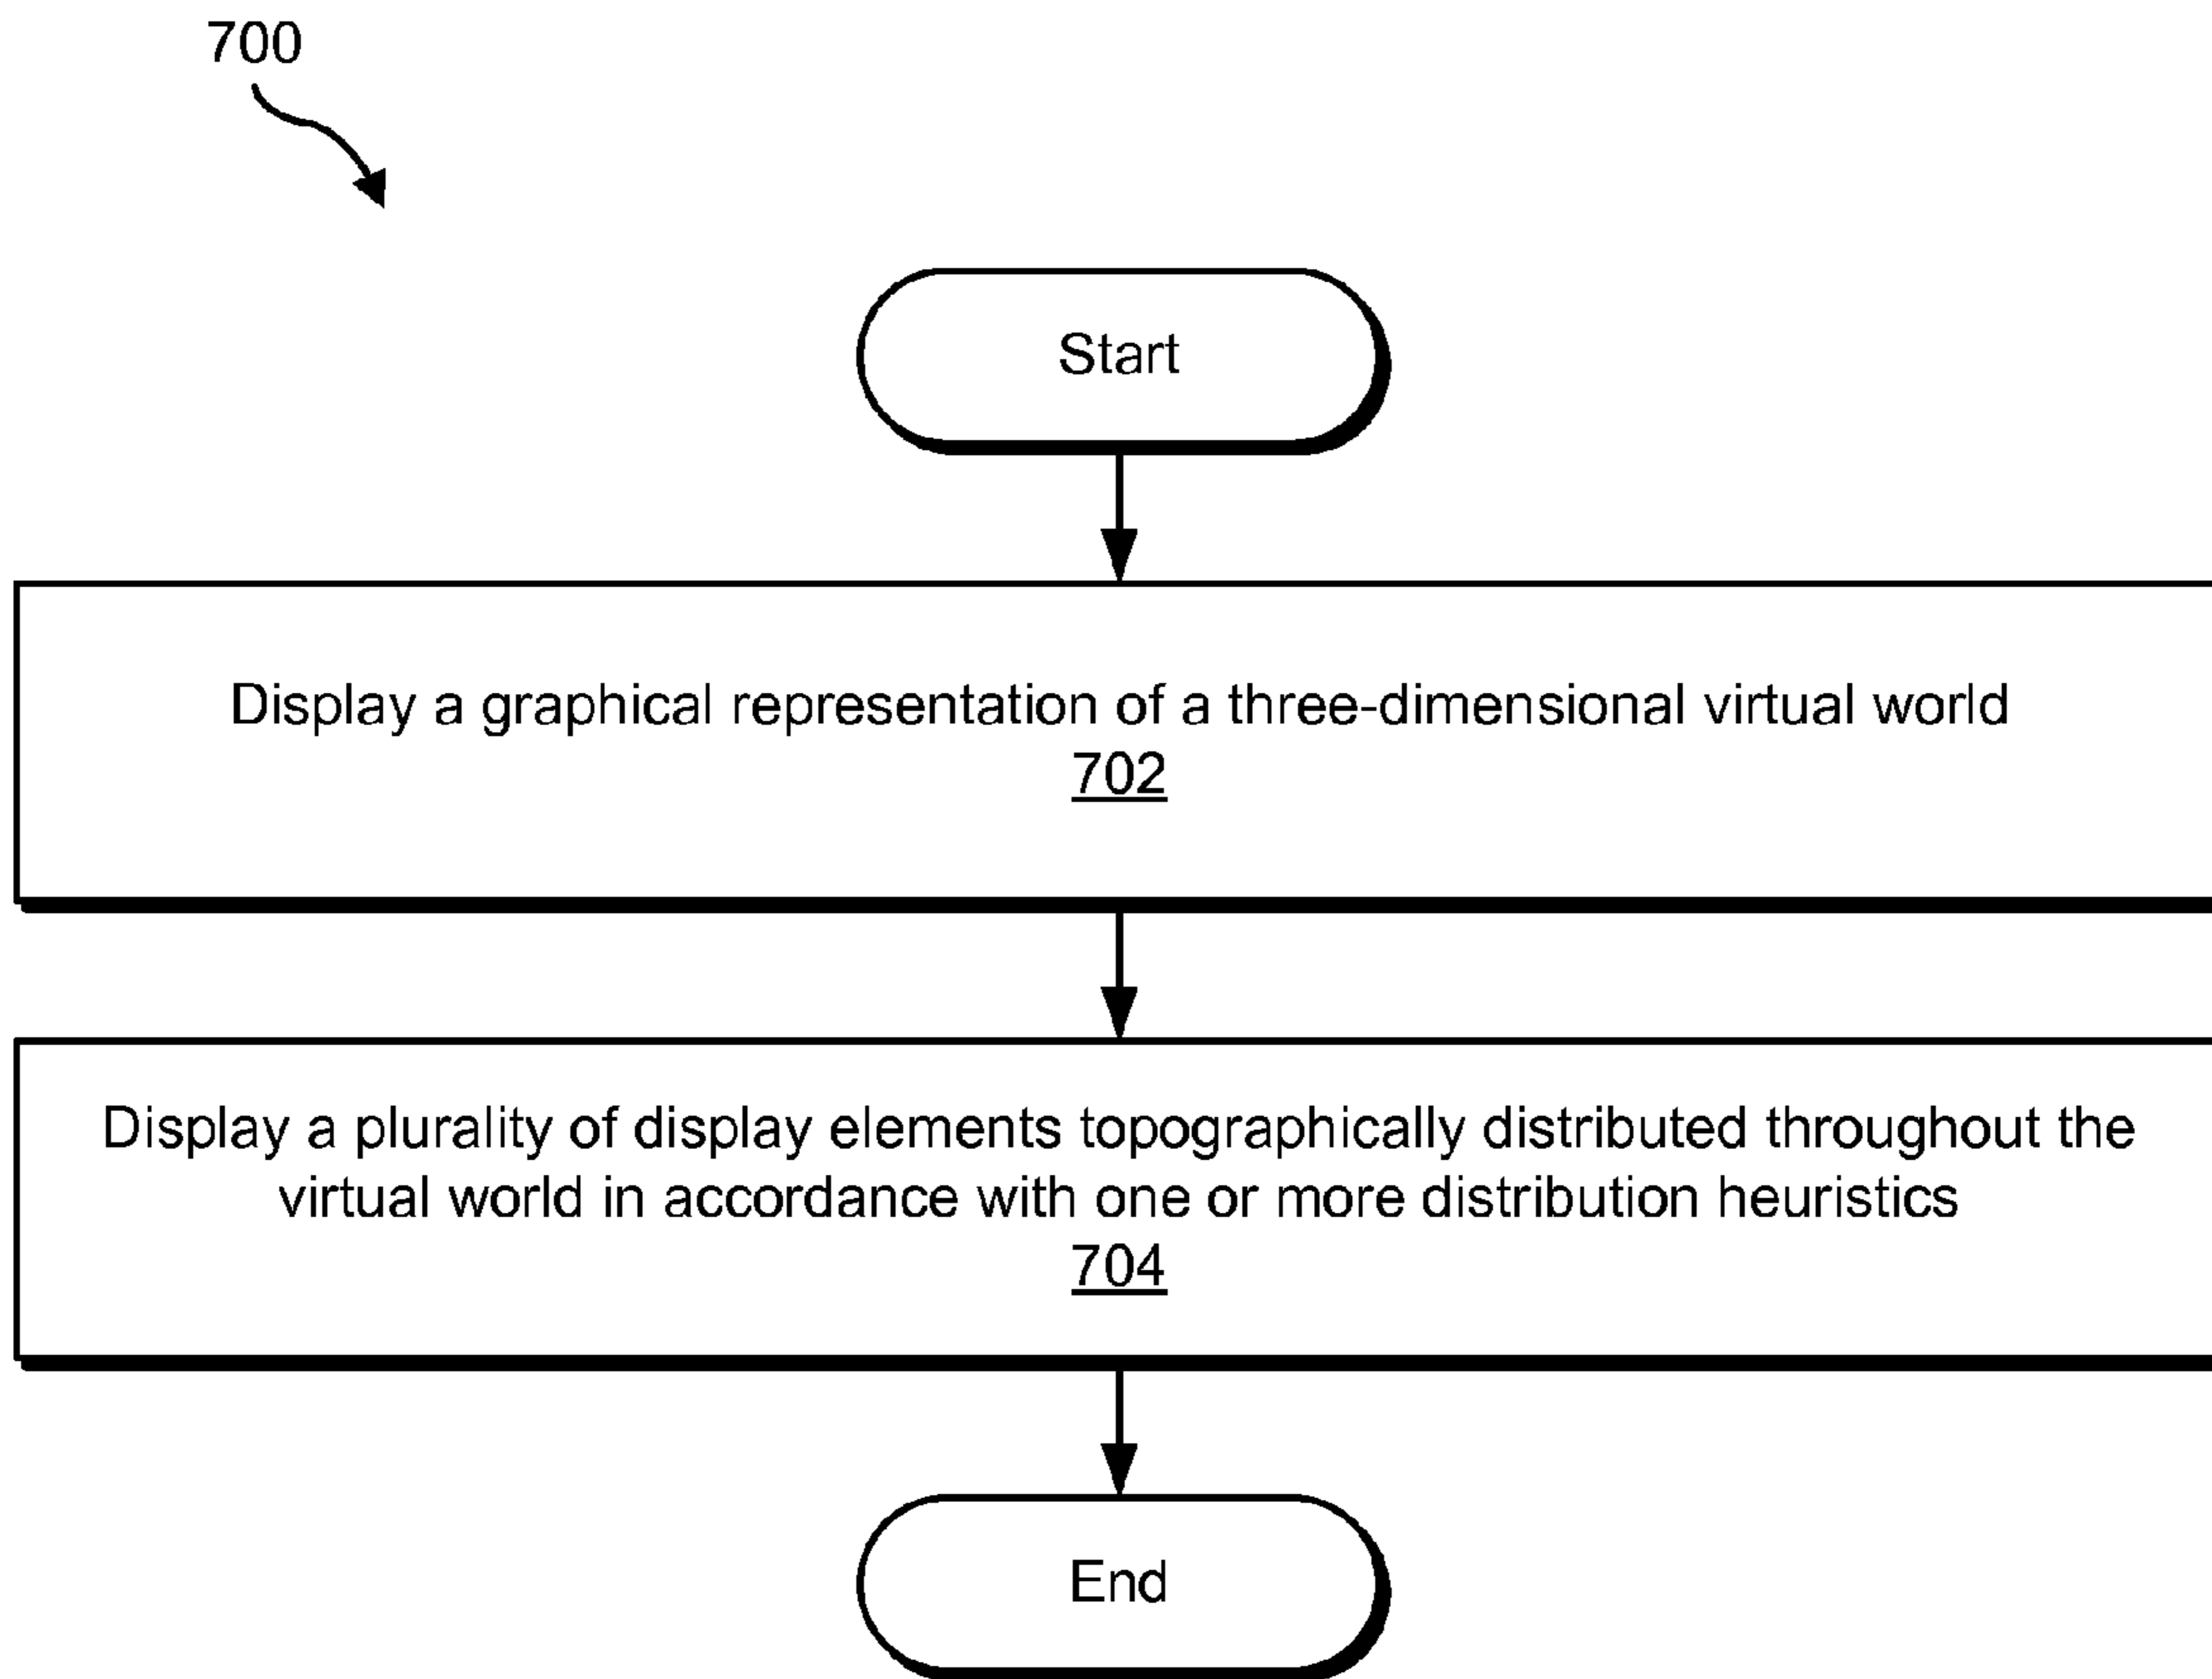 700
Start
Display a graphical representation of a three-dimensional virtual world
702
Display a plurality of display elements topographically distributed throughout the
virtual world in accordance with one or more distribution heuristics
704
End